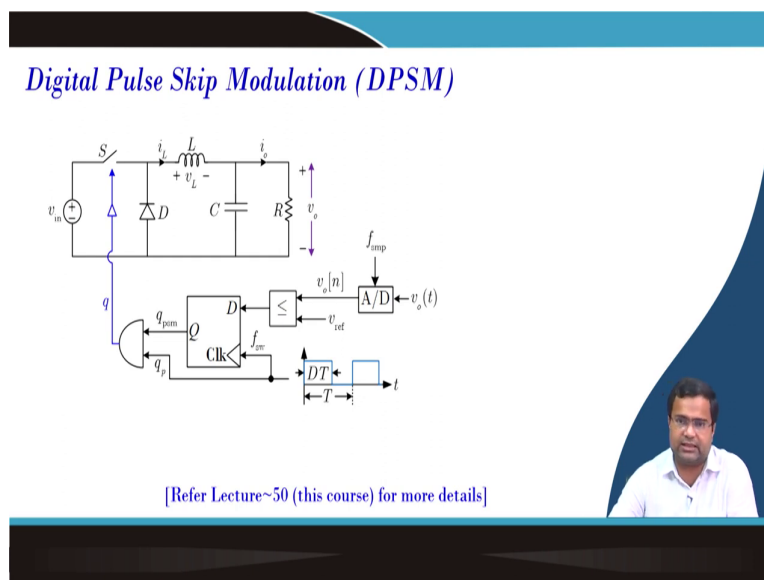 Digital Pulse Skip Modulation (DPSM)
S
i_L
L
i_o
+ v_L −
+
v_in
D
C
R
v_o
−
f_smp
v_o[n]
A/D
v_o(t)
q
q_psm
D
≤
v_ref
Q
f_sw
Clk
q_p
DT
t
T
[Refer Lecture~50 (this course) for more details]